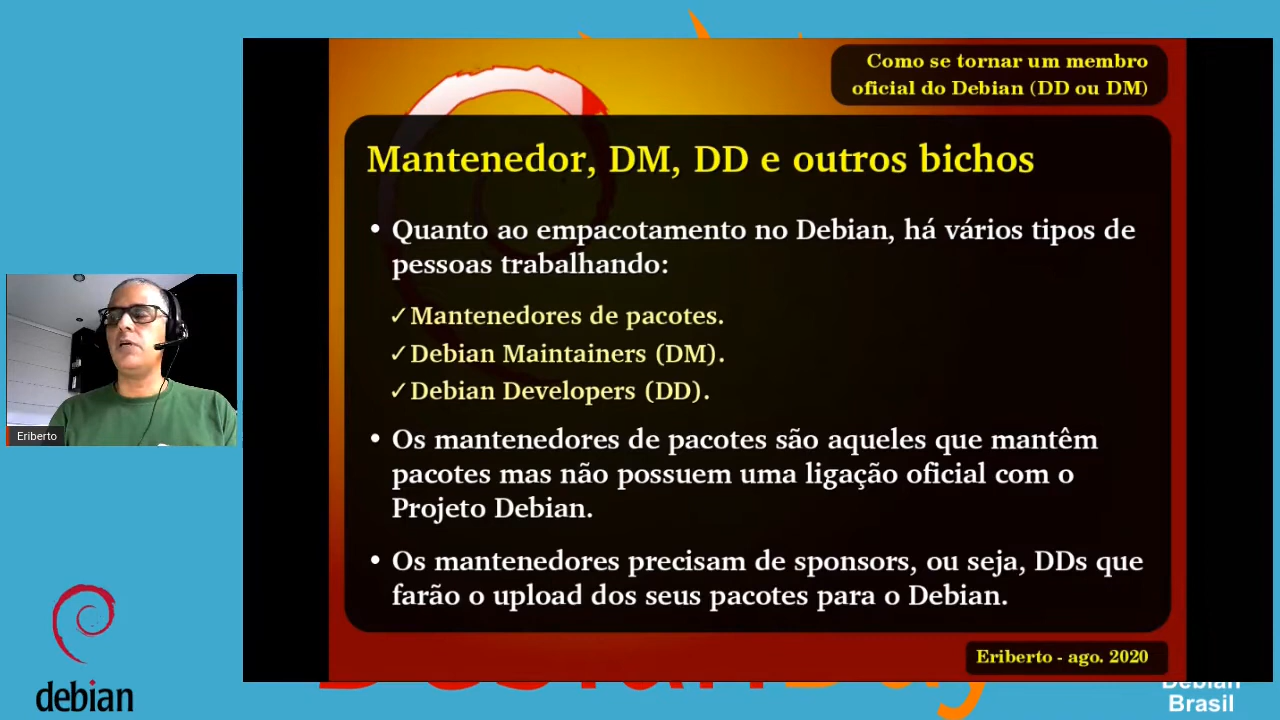 Como se tornar um membro
oficial do Debian (DD ou DM)
Mantenedor, DM, DD e outros bichos
• Quanto ao empacotamento no Debian, há vários tipos de
pessoas trabalhando:
✓Mantenedores de pacotes.
✓Debian Maintainers (DM).
✓Debian Developers (DD).
• Os mantenedores de pacotes são aqueles que mantêm
pacotes mas não possuem uma ligação oficial com o
Projeto Debian.
• Os mantenedores precisam de sponsors, ou seja, DDs que
farão o upload dos seus pacotes para o Debian.
Eriberto - ago. 2020
Eriberto
debian
Debian
Brasil